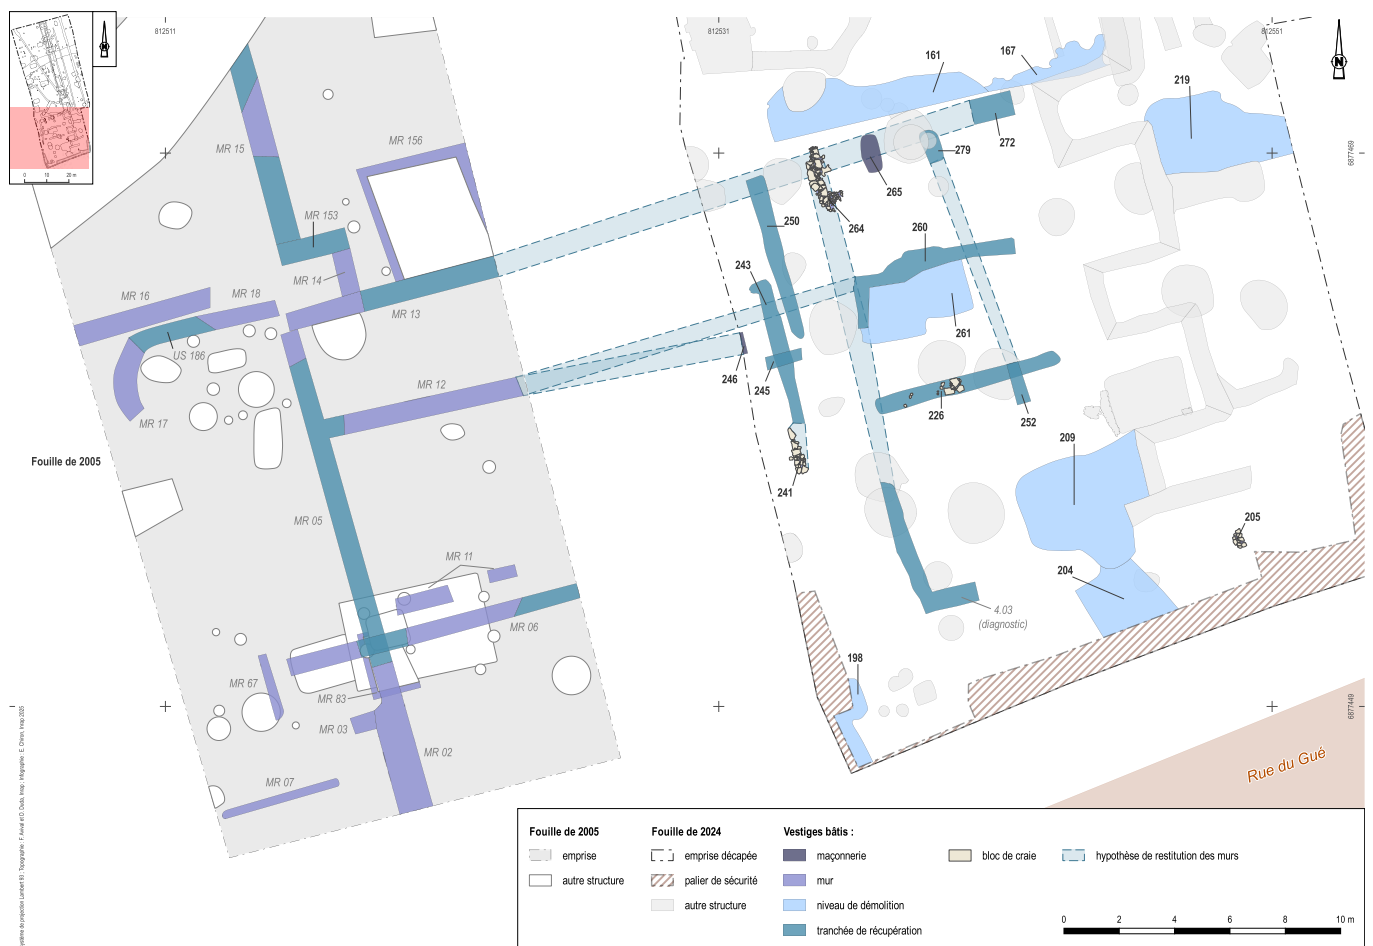 812511
812531
812551
N
N
0 10 20 m
161
167
219
MR 15
MR 156
272
279
6877469
265
MR 153
250
264
260
MR 14
243
MR 16
MR 18
MR 13
261
US 186
246
245
MR 12
226
252
MR 17
209
Fouille de 2005
241
MR 05
205
MR 11
204
4.03
(diagnostic)
MR 06
198
MR 67
MR 83
MR 03
6877449
MR 02
Rue du Gué
MR 07
Fouille de 2005
emprise
autre structure
Fouille de 2024
emprise décapée
palier de sécurité
autre structure
Vestiges bâtis :
maçonnerie
mur
niveau de démolition
tranchée de récupération
bloc de craie
hypothèse de restitution des murs
0 2 4 6 8 10 m